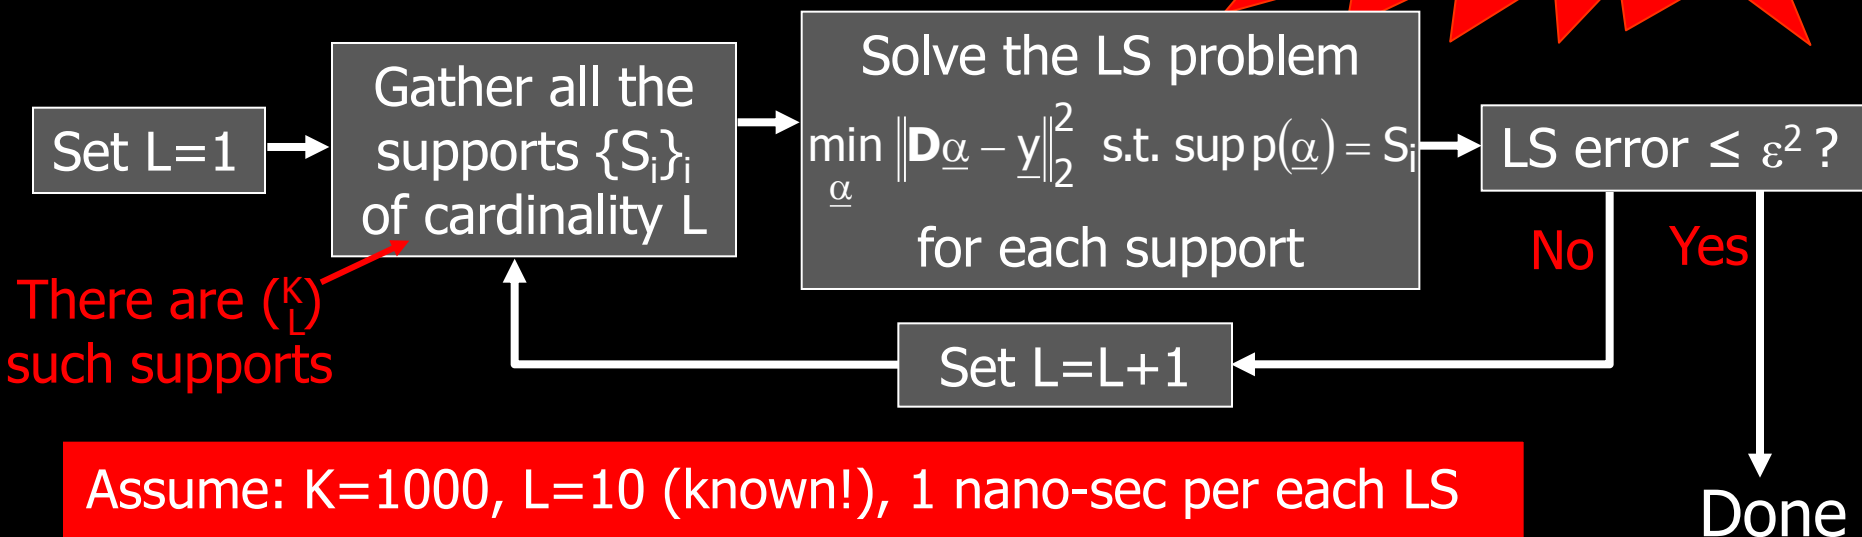 Set L=1
Gather all the
supports {Sᵢ}ᵢ
of cardinality L
Solve the LS problem
min_α̲ ‖𝐃α̲ − y̲‖₂² s.t. sup p(α̲) = Sᵢ
for each support
LS error ≤ ε² ?
No
Yes
There are (K L)
such supports
Set L=L+1
Assume: K=1000, L=10 (known!), 1 nano-sec per each LS
Done